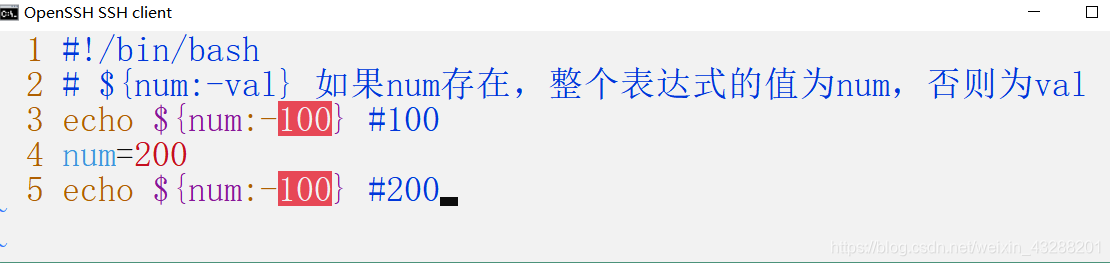 OpenSSH SSH client
1 #!/bin/bash
2 # ${num:-val} 如果num存在，整个表达式的值为num，否则为val
3 echo ${num:-100} #100
4 num=200
5 echo ${num:-100} #200
https://blog.csdn.net/weixin_43288201